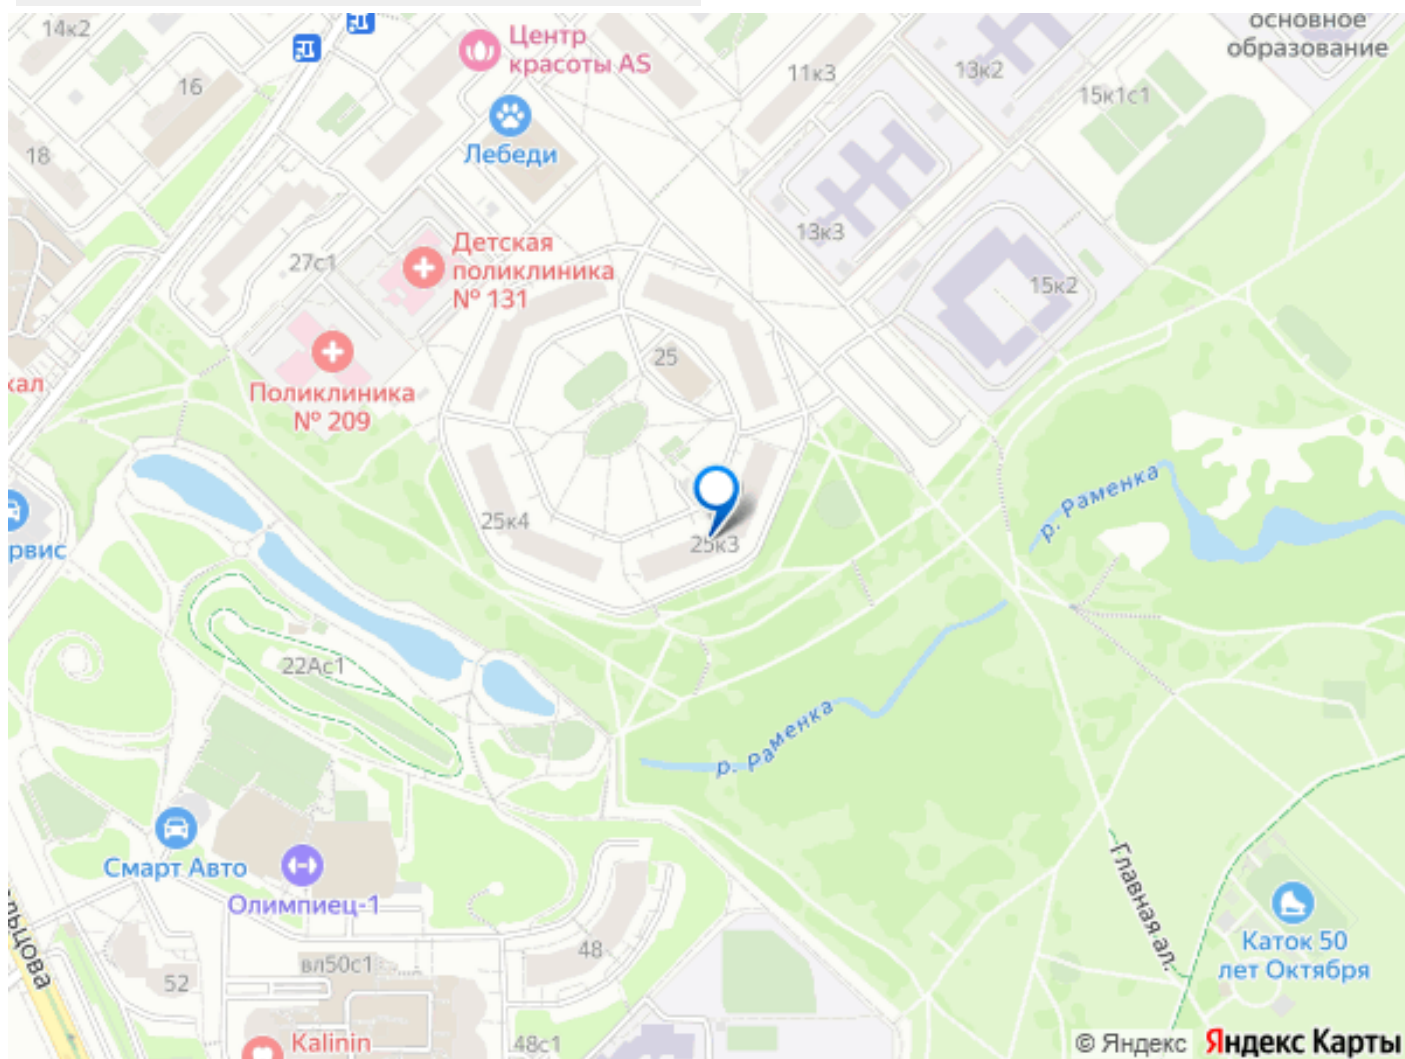 14к2
Центр
красоты AS
основное
образование
16
11к3
13к2
15к1с1
18
Лебеди
13к3
Детская
поликлиника
№ 131
27с1
15к2
25
кал
Поликлиника
№ 209
25к4
25к3
р. Раменка
рвис
22Ас1
р. Раменка
Смарт Авто
Олимпиец-1
Главная ал.
льцова
48
Каток 50
лет Октября
52
вл50с1
Kalinin
48с1
© Яндекс Яндекс Карты